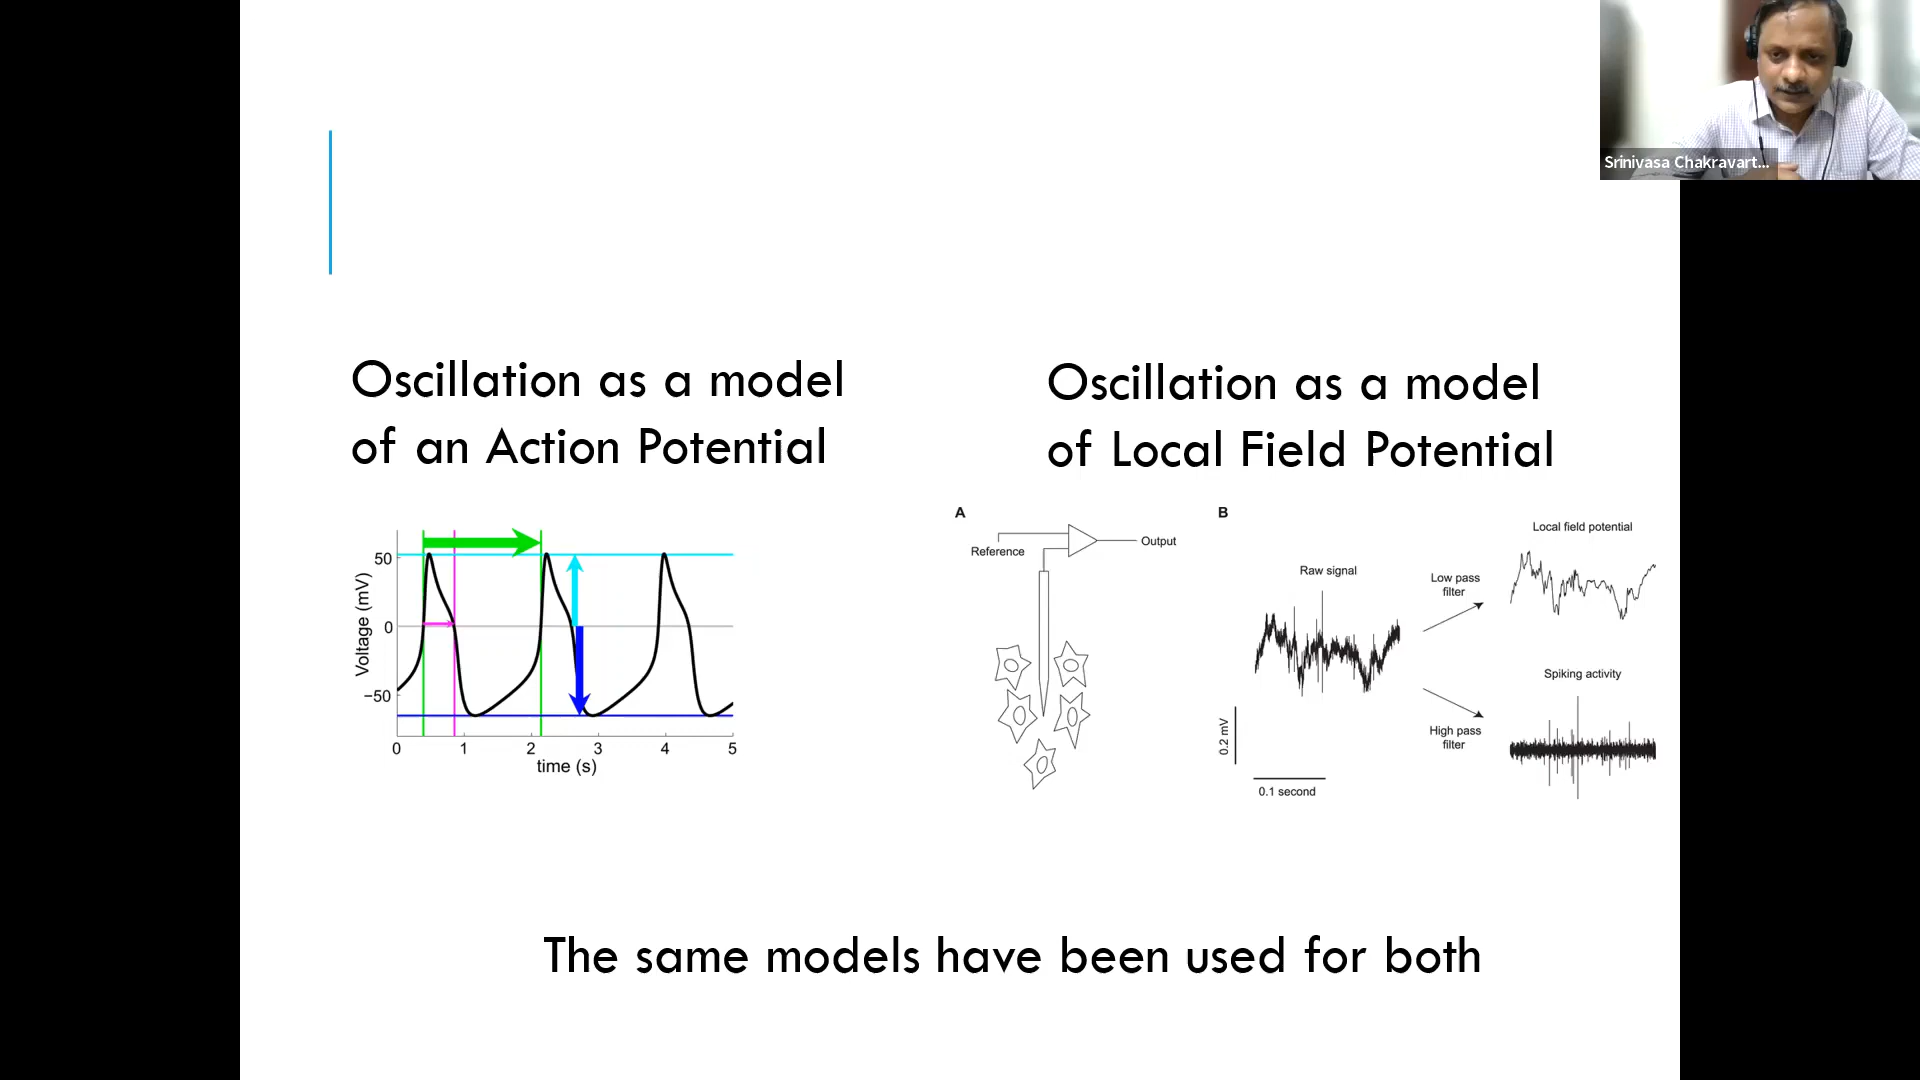 Srinivasa Chakravart...
Oscillation as a model
of an Action Potential
Oscillation as a model
of Local Field Potential
50
0
−50
Voltage (mV)
0
1
2
3
4
5
time (s)
A
Reference
Output
B
Raw signal
0.2 mV
0.1 second
Low pass
filter
High pass
filter
Local field potential
Spiking activity
The same models have been used for both